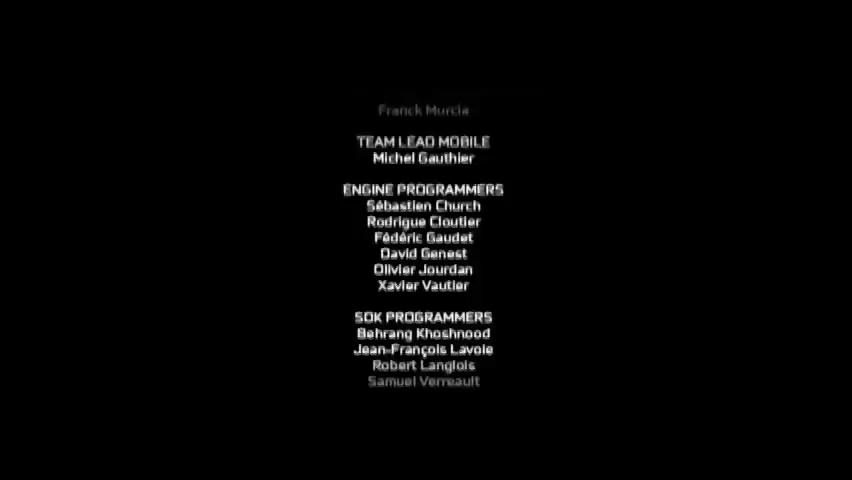 Franck Murcia
TEAM LEAD MOBILE
Michel Gauthier
ENGINE PROGRAMMERS
Sébastien Church
Rodrigue Cloutier
Fédéric Gaudet
David Genest
Olivier Jourdan
Xavier Vautier
SDK PROGRAMMERS
Behrang Khoshnood
Jean-François Lavoie
Robert Langlois
Samuel Verreault